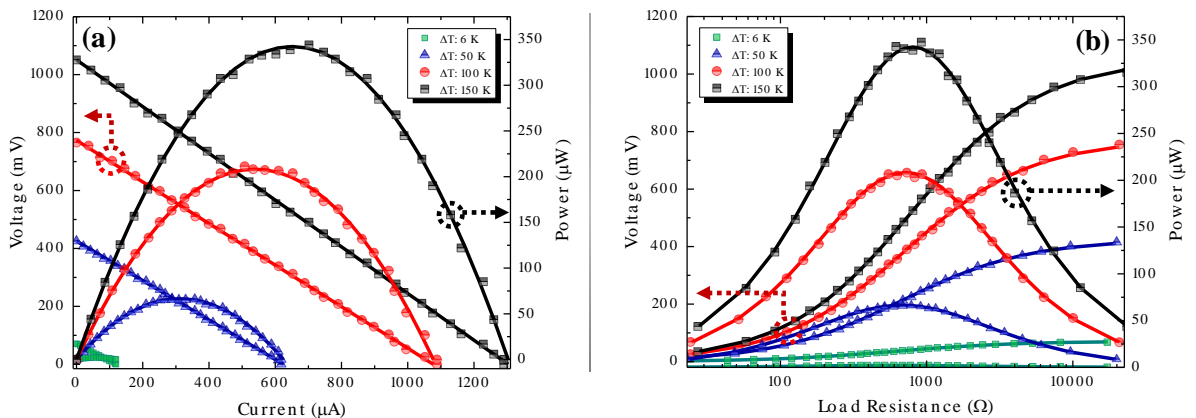 (a)
ΔT: 6 K
ΔT: 50 K
ΔT: 100 K
ΔT: 150 K
1200
1000
800
600
400
200
0
Voltage (m V)
350
300
250
200
150
100
50
0
Power (µW)
0
200
400
600
800
1000
1200
Current (µA)
(b)
ΔT: 6 K
ΔT: 50 K
ΔT: 100 K
ΔT: 150 K
1200
1000
800
600
400
200
0
Voltage (m V)
350
300
250
200
150
100
50
0
Power (µW)
100
1000
10000
Load Resistance (Ω)